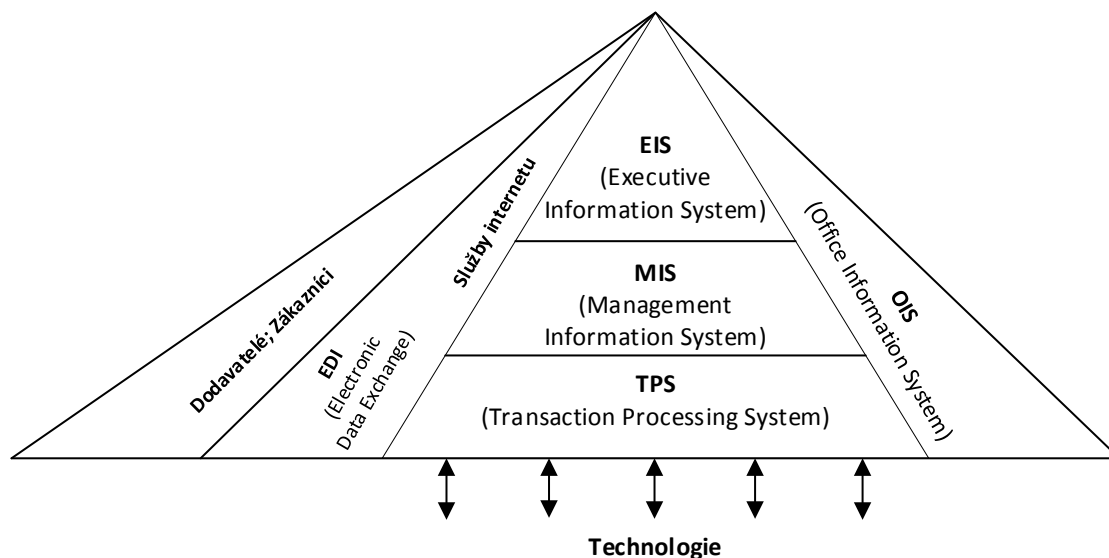 Dodavatelé; Zákazníci
EDI
(Electronic
Data Exchange)
Služby internetu
EIS
(Executive
Information System)
MIS
(Management
Information System)
TPS
(Transaction Processing System)
OIS
(Office Information System)
Technologie